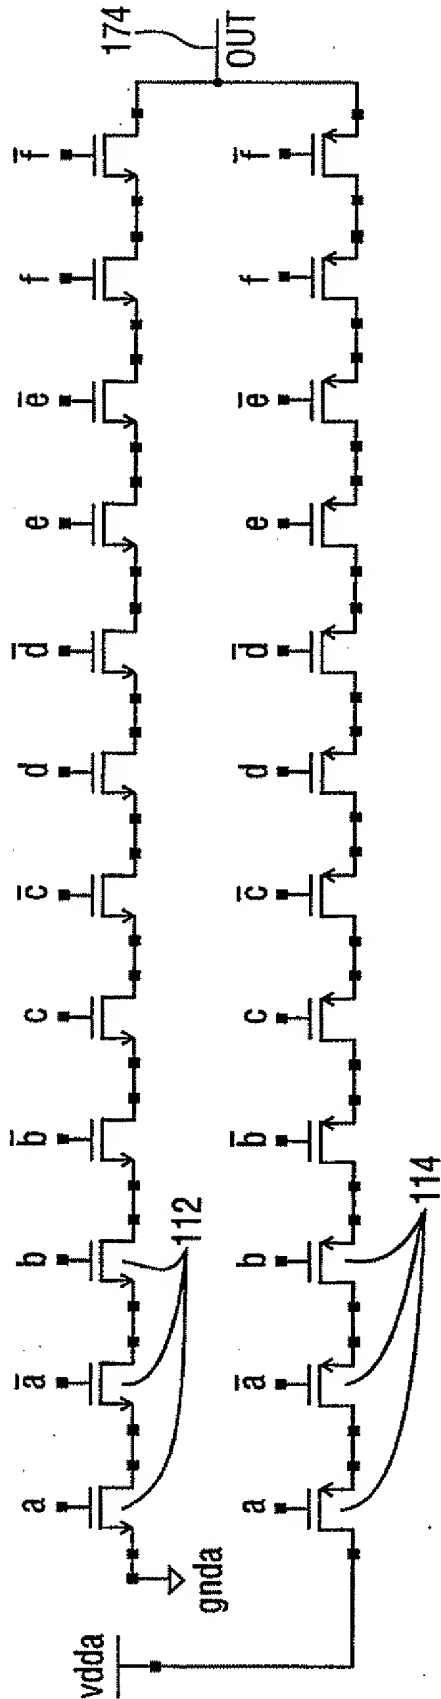 a a̅ b b̅ c c̅ d d̅ e e̅ f f̅
vdda
174
112
gnda
OUT
a a̅ b b̅ c c̅ d d̅ e e̅ f f̅
114